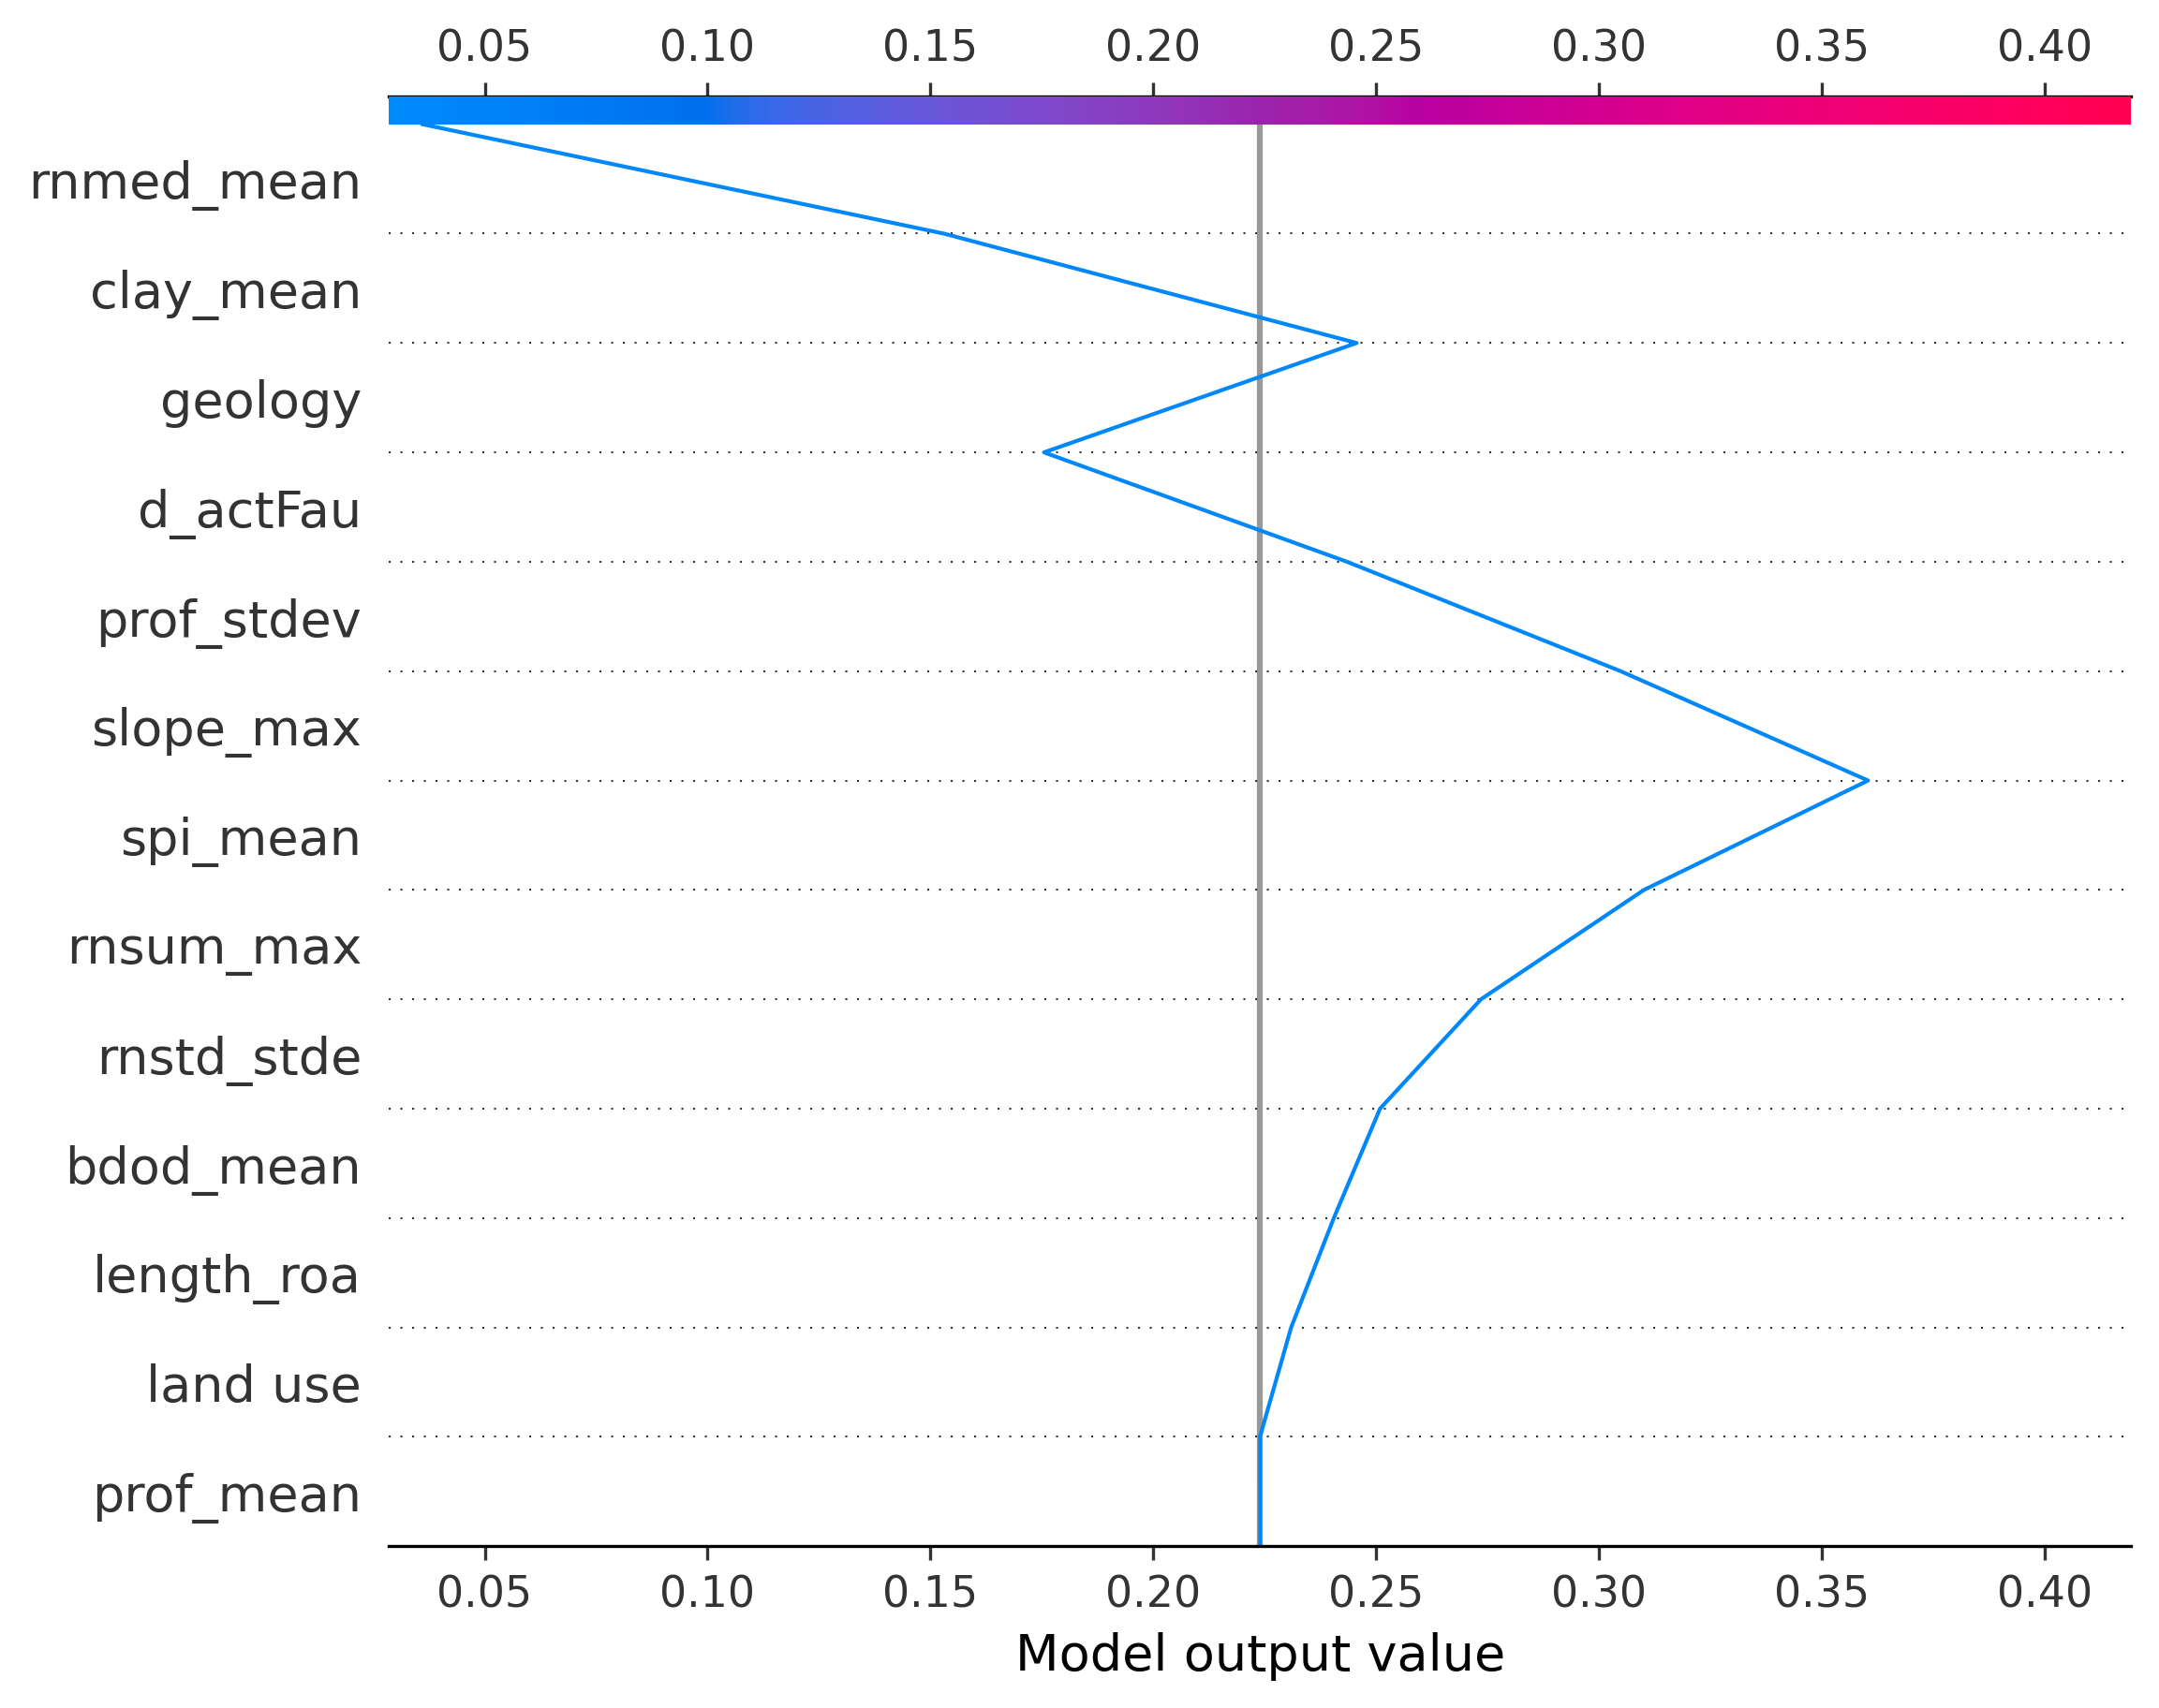 0.05 0.10 0.15 0.20 0.25 0.30 0.35 0.40
rnmed_mean
clay_mean
geology
d_actFau
prof_stdev
slope_max
spi_mean
rnsum_max
rnstd_stde
bdod_mean
length_roa
land use
prof_mean
0.05 0.10 0.15 0.20 0.25 0.30 0.35 0.40
Model output value